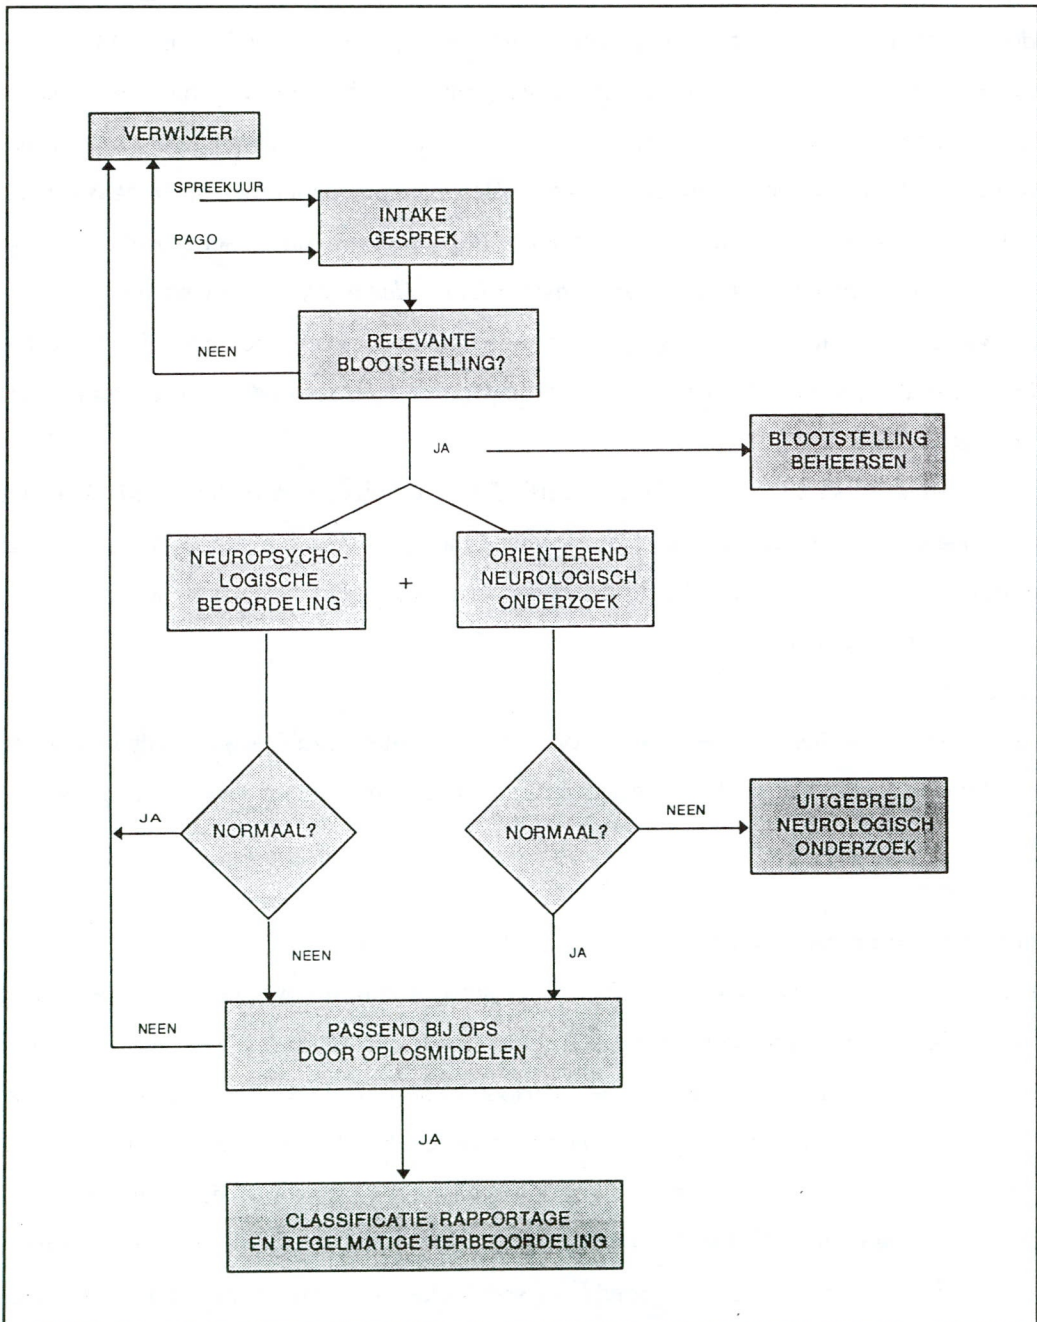 VERWIJZER
SPREEKUUR
INTAKE
GESPREK
PAGO
RELEVANTE
BLOOTSTELLING?
NEEN
JA
BLOOTSTELLING
BEHEERSEN
NEUROPSYCHO-
LOGISCHE
BEOORDELING
+
ORIENTEREND
NEUROLOGISCH
ONDERZOEK
JA
NORMAAL?
NORMAAL?
NEEN
UITGEBREID
NEUROLOGISCH
ONDERZOEK
NEEN
JA
NEEN
PASSEND BIJ OPS
DOOR OPLOSMIDDELEN
JA
CLASSIFICATIE, RAPPORTAGE
EN REGELMATIGE HERBEOORDELING